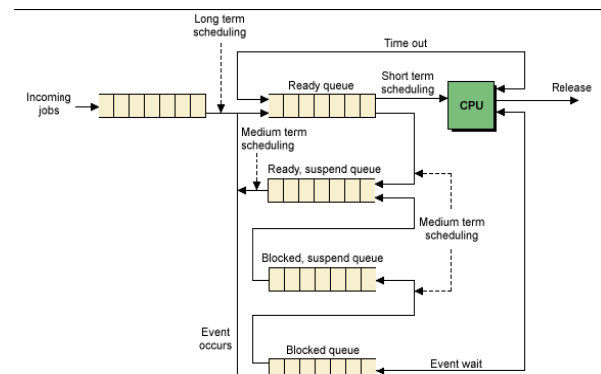 Long term
scheduling
Time out
Ready queue
Short term
scheduling
Incoming
jobs
CPU
Release
Medium term
scheduling
Ready, suspend queue
Medium term
scheduling
Blocked, suspend queue
Event
occurs
Blocked queue
Event wait